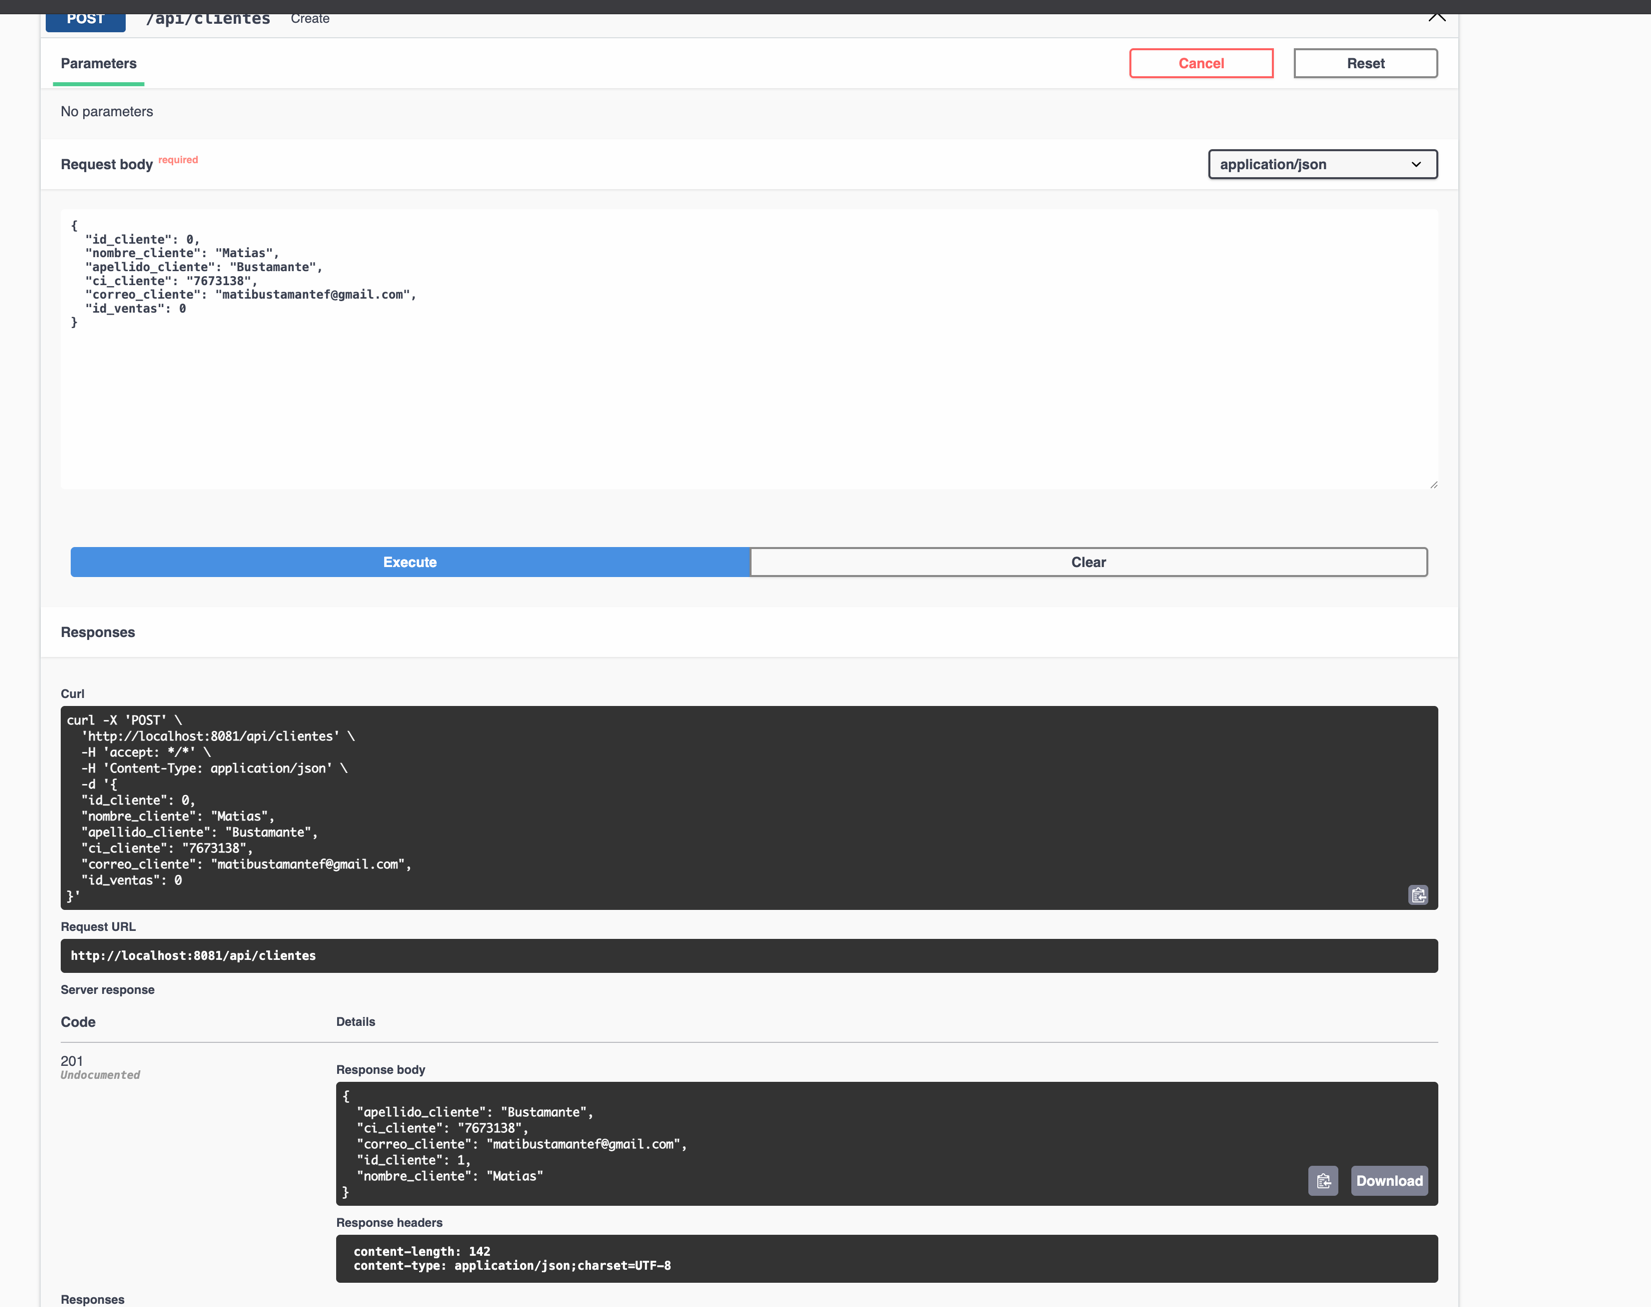 POST /api/clientes Create
Parameters
Cancel
Reset
No parameters
Request body required
application/json
{
  "id_cliente": 0,
  "nombre_cliente": "Matias",
  "apellido_cliente": "Bustamante",
  "ci_cliente": "7673138",
  "correo_cliente": "matibustamantef@gmail.com",
  "id_ventas": 0
}
Execute
Clear
Responses
Curl
curl -X 'POST' \
  'http://localhost:8081/api/clientes' \
  -H 'accept: */*' \
  -H 'Content-Type: application/json' \
  -d '{
  "id_cliente": 0,
  "nombre_cliente": "Matias",
  "apellido_cliente": "Bustamante",
  "ci_cliente": "7673138",
  "correo_cliente": "matibustamantef@gmail.com",
  "id_ventas": 0
}'
Request URL
http://localhost:8081/api/clientes
Server response
Code
Details
201
Undocumented
Response body
{
  "apellido_cliente": "Bustamante",
  "ci_cliente": "7673138",
  "correo_cliente": "matibustamantef@gmail.com",
  "id_cliente": 1,
  "nombre_cliente": "Matias"
}
Download
Response headers
content-length: 142
content-type: application/json;charset=UTF-8
Responses